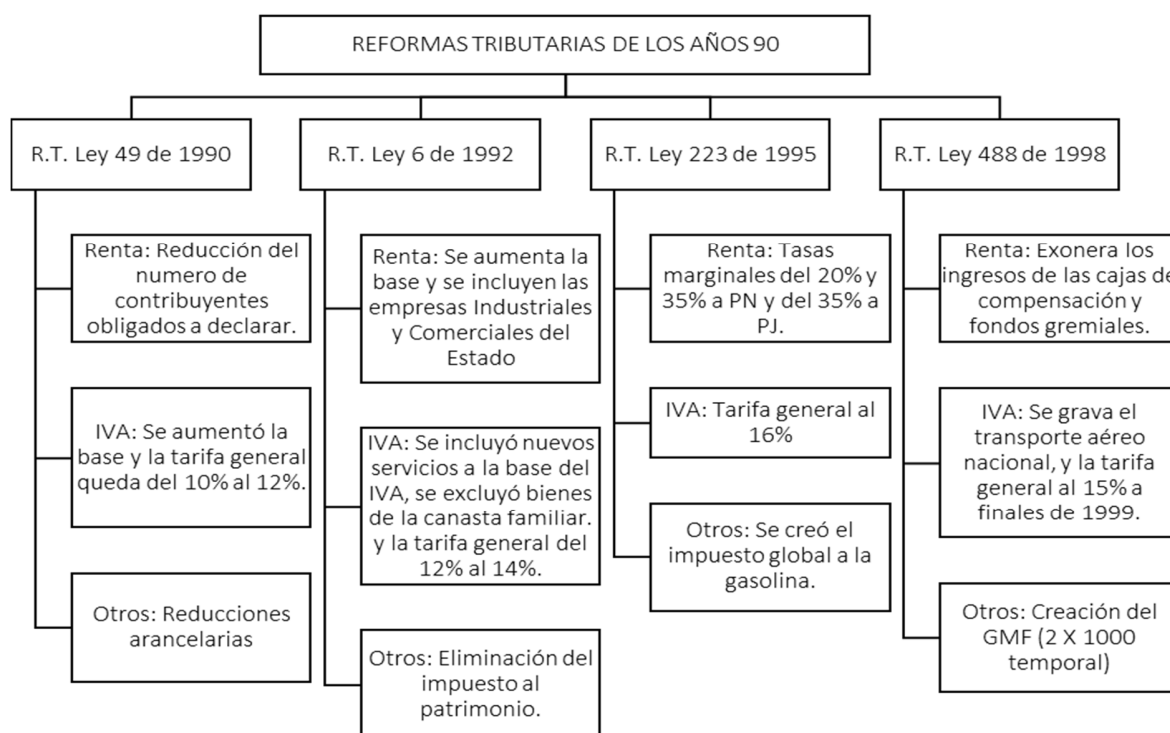 REFORMAS TRIBUTARIAS DE LOS AÑOS 90
R.T. Ley 49 de 1990
Renta: Reducción del
numero de
contribuyentes
obligados a declarar.
IVA: Se aumentó la
base y la tarifa general
queda del 10% al 12%.
Otros: Reducciones
arancelarias
R.T. Ley 6 de 1992
Renta: Se aumenta la
base y se incluyen las
empresas Industriales
y Comerciales del
Estado
IVA: Se incluyó nuevos
servicios a la base del
IVA, se excluyó bienes
de la canasta familiar.
y la tarifa general del
12% al 14%.
Otros: Eliminación del
impuesto al
patrimonio.
R.T. Ley 223 de 1995
Renta: Tasas
marginales del 20% y
35% a PN y del 35% a
PJ.
IVA: Tarifa general al
16%
Otros: Se creó el
impuesto global a la
gasolina.
R.T. Ley 488 de 1998
Renta: Exonera los
ingresos de las cajas de
compensación y
fondos gremiales.
IVA: Se grava el
transporte aéreo
nacional, y la tarifa
general al 15% a
finales de 1999.
Otros: Creación del
GMF (2 X 1000
temporal)